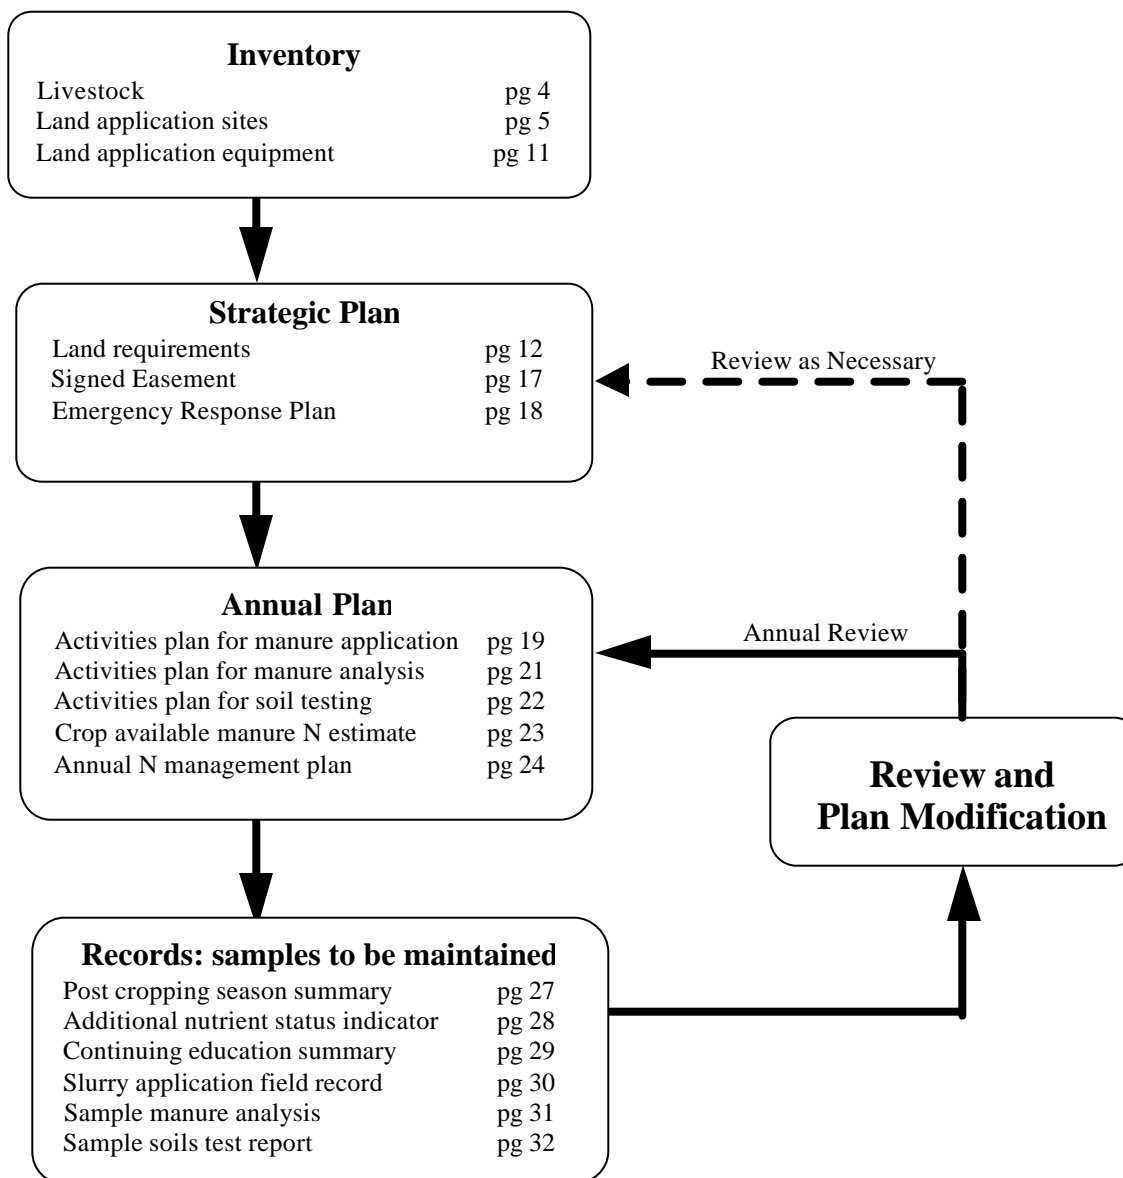 Inventory
Livestock pg 4
Land application sites pg 5
Land application equipment pg 11
Strategic Plan
Land requirements pg 12
Signed Easement pg 17
Emergency Response Plan pg 18
Review as Necessary
Annual Plan
Activities plan for manure application pg 19
Activities plan for manure analysis pg 21
Activities plan for soil testing pg 22
Crop available manure N estimate pg 23
Annual N management plan pg 24
Annual Review
Review and
Plan Modification
Records: samples to be maintained
Post cropping season summary pg 27
Additional nutrient status indicator pg 28
Continuing education summary pg 29
Slurry application field record pg 30
Sample manure analysis pg 31
Sample soils test report pg 32